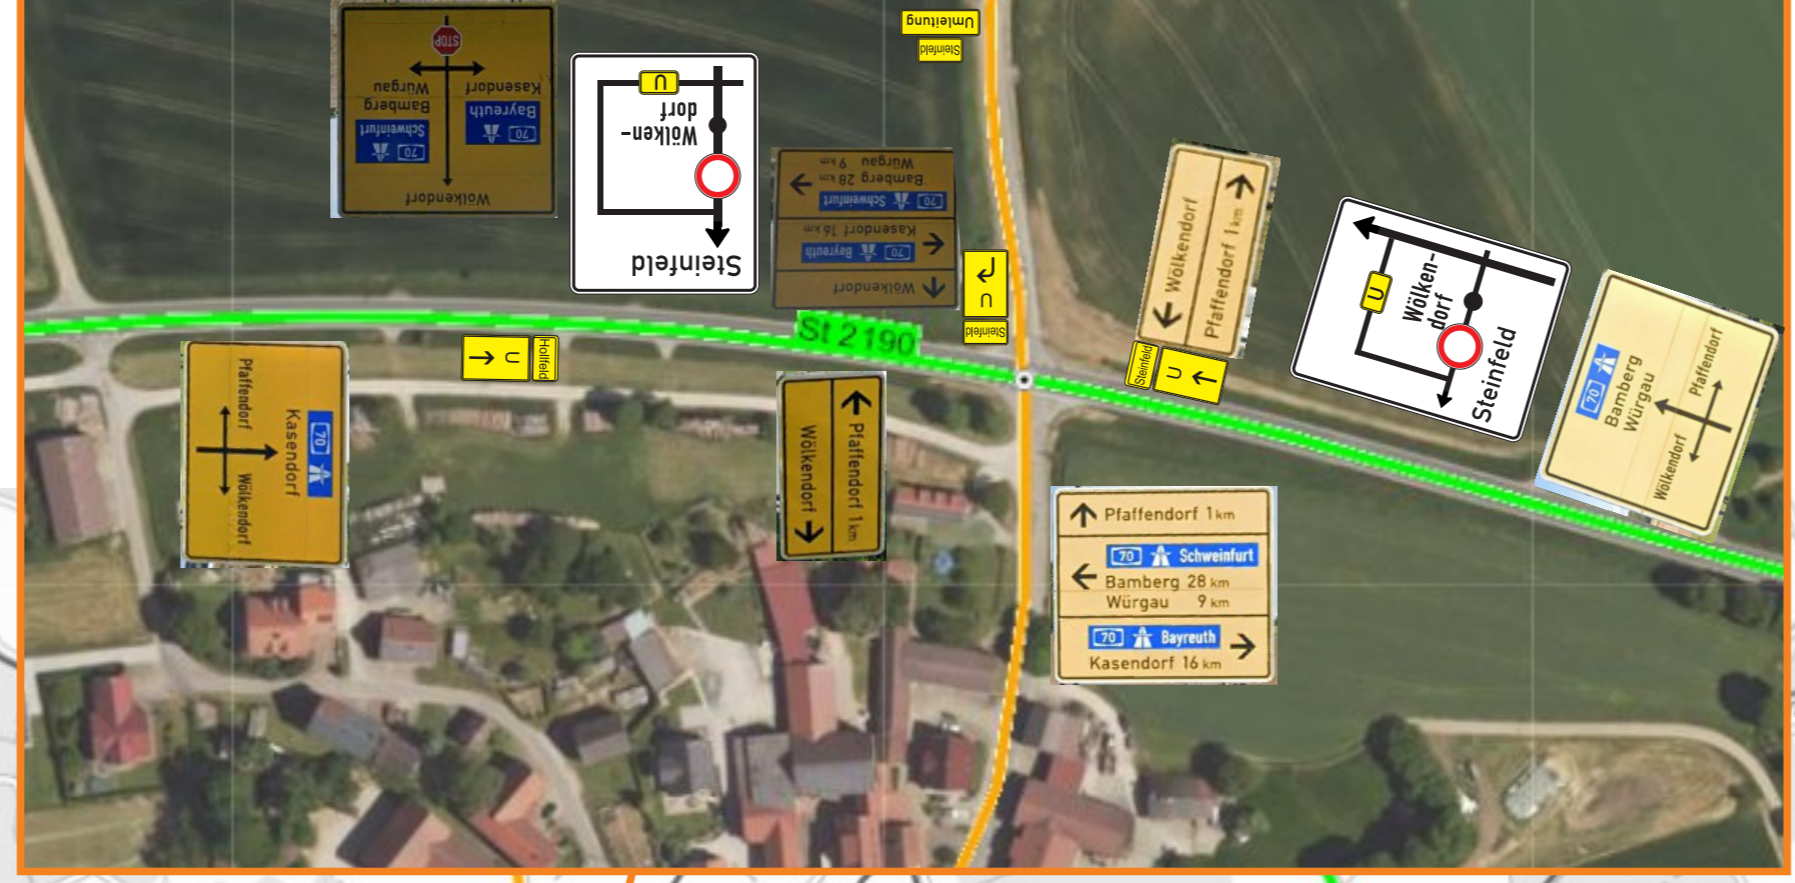 STOP
Kasendorf
Würgau
Bayreuth
70
Bamberg
Schweinfurt
70
Wölkendorf
U
Wölken-
dorf
Steinfeld
Umleitung
Steinfeld
Wölkendorf
70 Bayreuth
Kasendorf 16 km
70 Schweinfurt
Bamberg 28 km
Würgau 9 km
U
Steinfeld
Wölkendorf
Pfaffendorf 1 km
Steinfeld
U
U
Wölken-
dorf
Steinfeld
70
Bamberg
Würgau
Pfaffendorf
Wölkendorf
St 2190
U
Hollfeld
70
Kasendorf
Pfaffendorf
Wölkendorf
Pfaffendorf 1 km
Wölkendorf
Pfaffendorf 1 km
70 Schweinfurt
Bamberg 28 km
Würgau 9 km
70 Bayreuth
Kasendorf 16 km